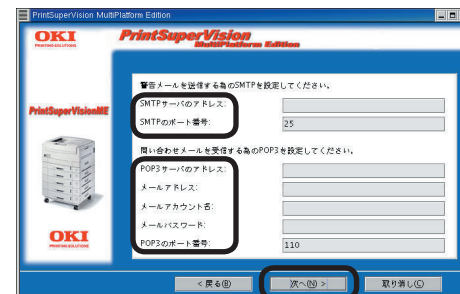 PrintSuperVision MultiPlatform Edition
OKI
PRINTING SOLUTIONS
PrintSuperVision
MultiPlatform Edition
警告メールを送信する為のSMTPを設定してください。
SMTPサーバのアドレス:
SMTPのポート番号:
25
PrintSuperVisionME
問い合わせメールを受信する為のPOP3を設定してください。
POP3サーバのアドレス:
メールアドレス:
メールアカウント名:
メールパスワード:
POP3のポート番号:
110
OKI
PRINTING SOLUTIONS
< 戻る(B)
次へ(N) >
取り消し(C)